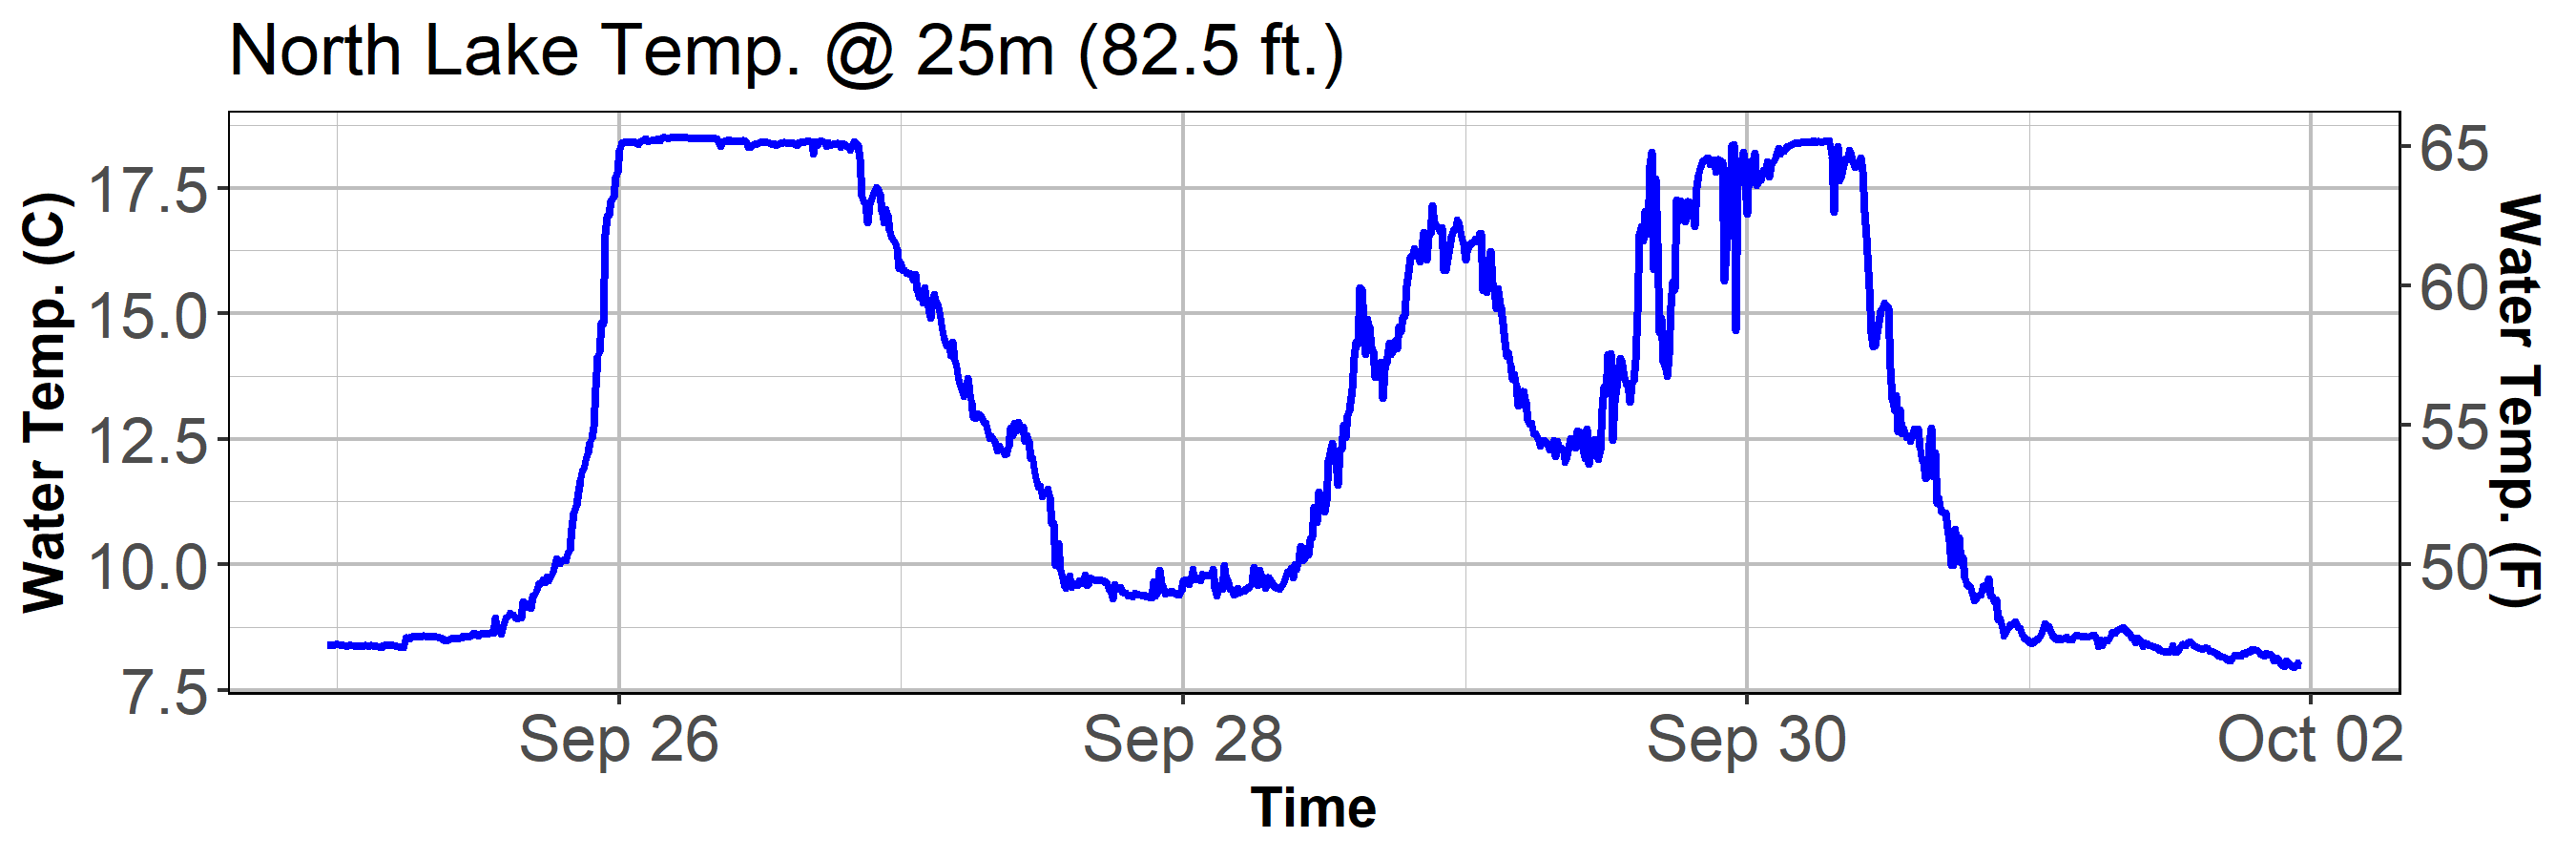 North Lake Temp. @ 25m (82.5 ft.)
Water Temp. (C)
17.5
15.0
12.5
10.0
7.5
65
60
55
50
Water Temp. (F)
Sep 26
Sep 28
Sep 30
Oct 02
Time